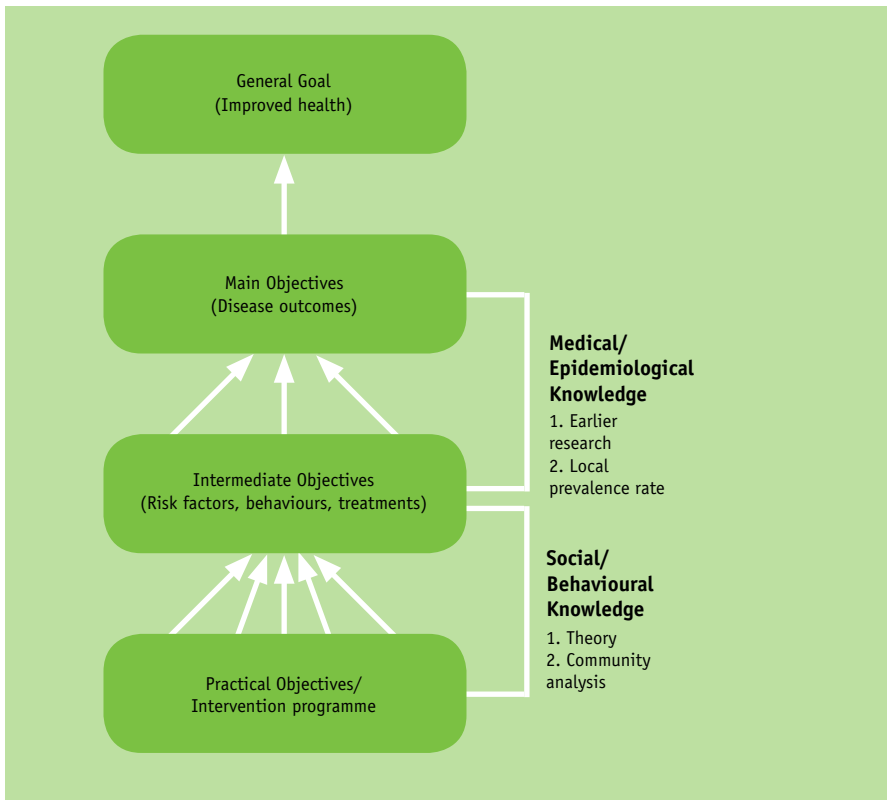 General Goal
(Improved health)
Main Objectives
(Disease outcomes)
Medical/
Epidemiological
Knowledge
1. Earlier
research
2. Local
prevalence rate
Intermediate Objectives
(Risk factors, behaviours, treatments)
Social/
Behavioural
Knowledge
1. Theory
2. Community
analysis
Practical Objectives/
Intervention programme